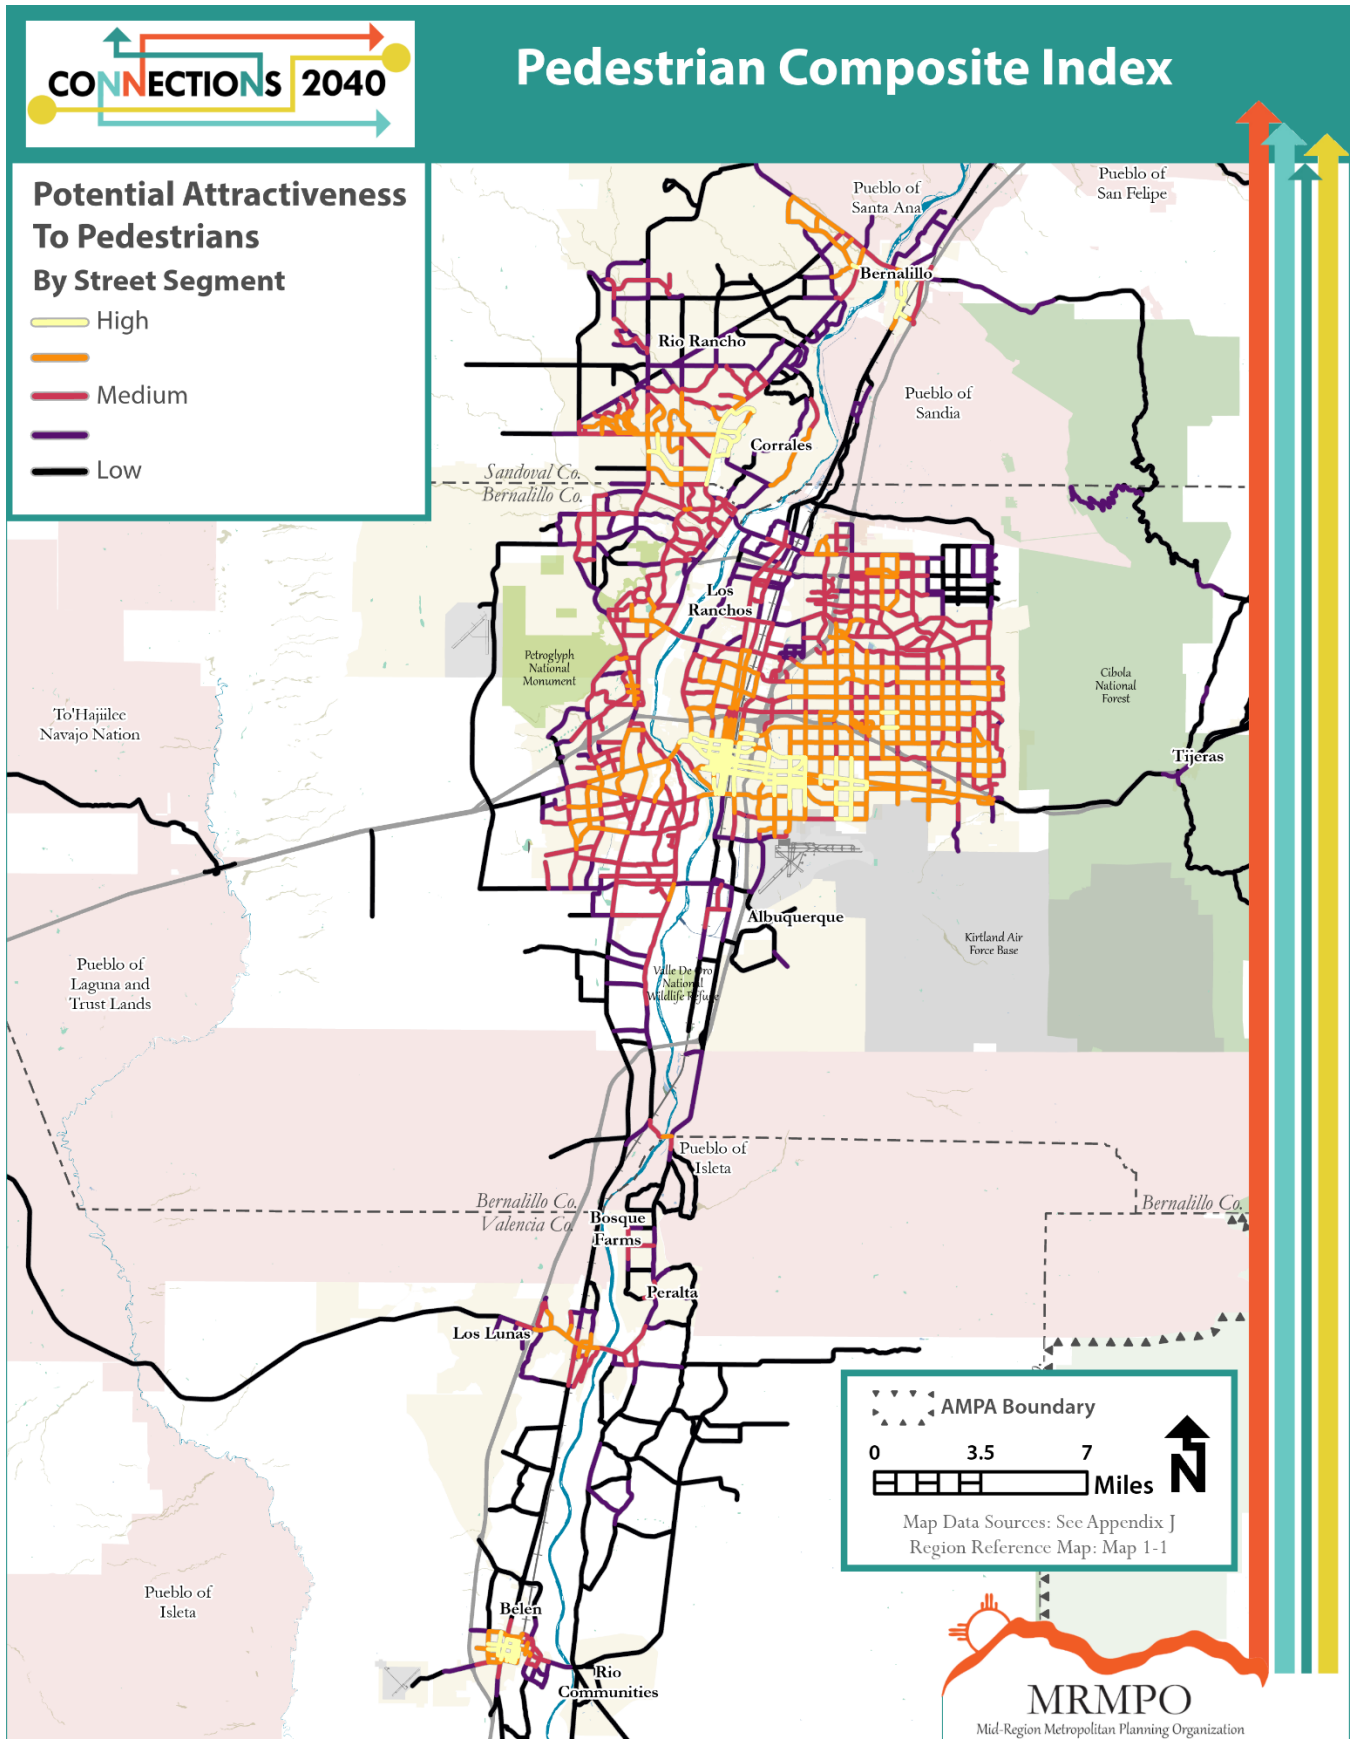 CONNECTIONS 2040
Pedestrian Composite Index
Potential Attractiveness
To Pedestrians
By Street Segment
High
Medium
Low
Pueblo of
Santa Ana
Pueblo of
San Felipe
Bernalillo
Rio Rancho
Pueblo of
Sandia
Corrales
Sandoval Co.
Bernalillo Co.
Los
Ranchos
Petroglyph
National
Monument
Cibola
National
Forest
To'Hajiilee
Navajo Nation
Tijeras
Albuquerque
Kirtland Air
Force Base
Pueblo of
Laguna and
Trust Lands
Valle De Oro
National
Wildlife Refuge
Pueblo of
Isleta
Bernalillo Co.
Valencia Co.
Bernalillo Co.
Bosque
Farms
Peralta
Los Lunas
AMPA Boundary
0 3.5 7
Miles
N
Map Data Sources: See Appendix J
Region Reference Map: Map 1-1
Pueblo of
Isleta
Belen
Rio
Communities
MRMPO
Mid-Region Metropolitan Planning Organization